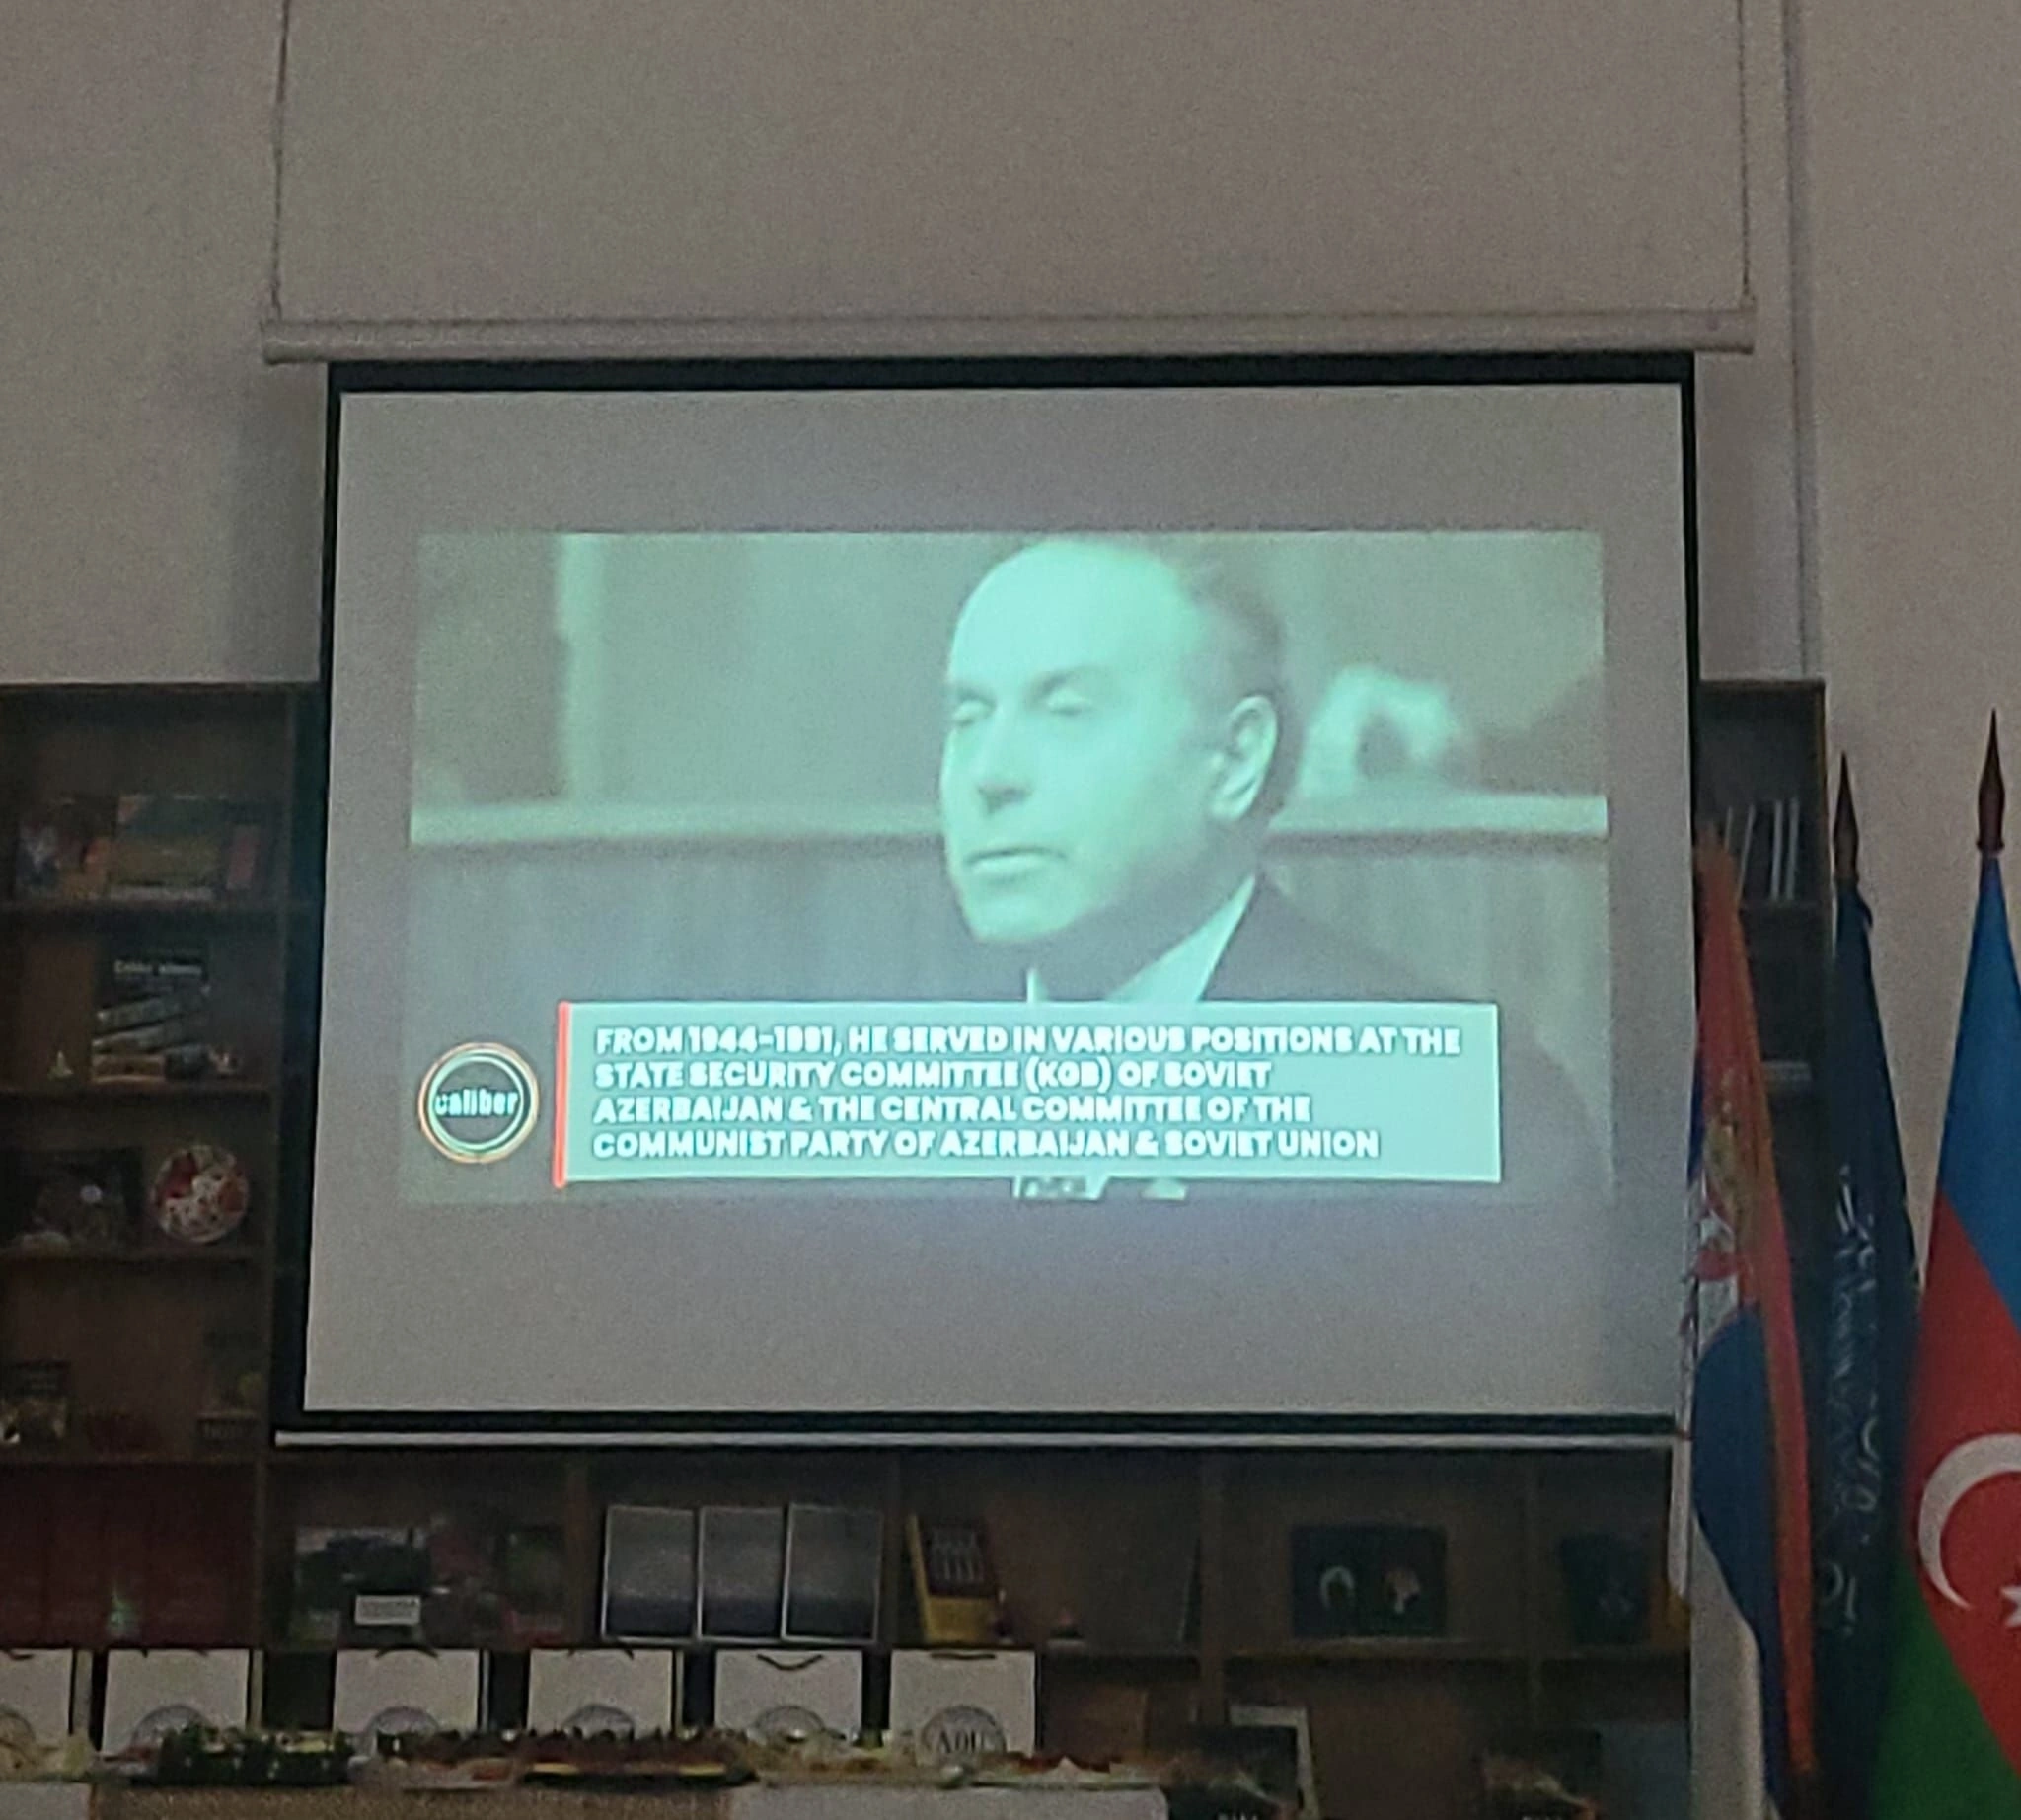 caliber
FROM 1944-1991, HE SERVED IN VARIOUS POSITIONS AT THE
STATE SECURITY COMMITTEE (KGB) OF SOVIET
AZERBAIJAN & THE CENTRAL COMMITTEE OF THE
COMMUNIST PARTY OF AZERBAIJAN & SOVIET UNION
ADU